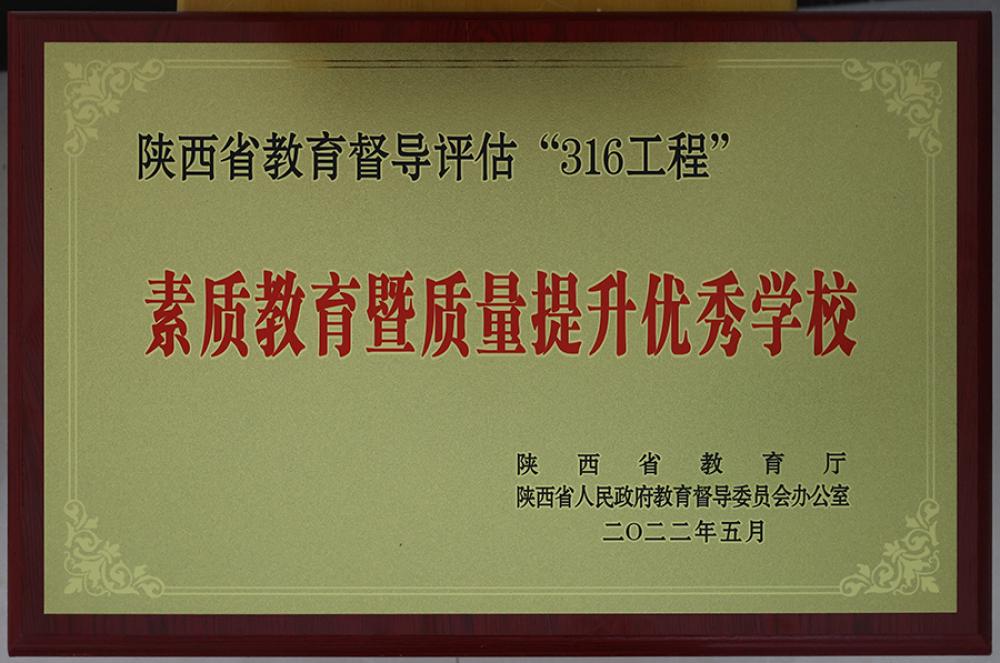 陕西省教育督导评估“316工程”
素质教育暨质量提升优秀学校
陕西省教育厅
陕西省人民政府教育督导委员会办公室
二〇二二年五月